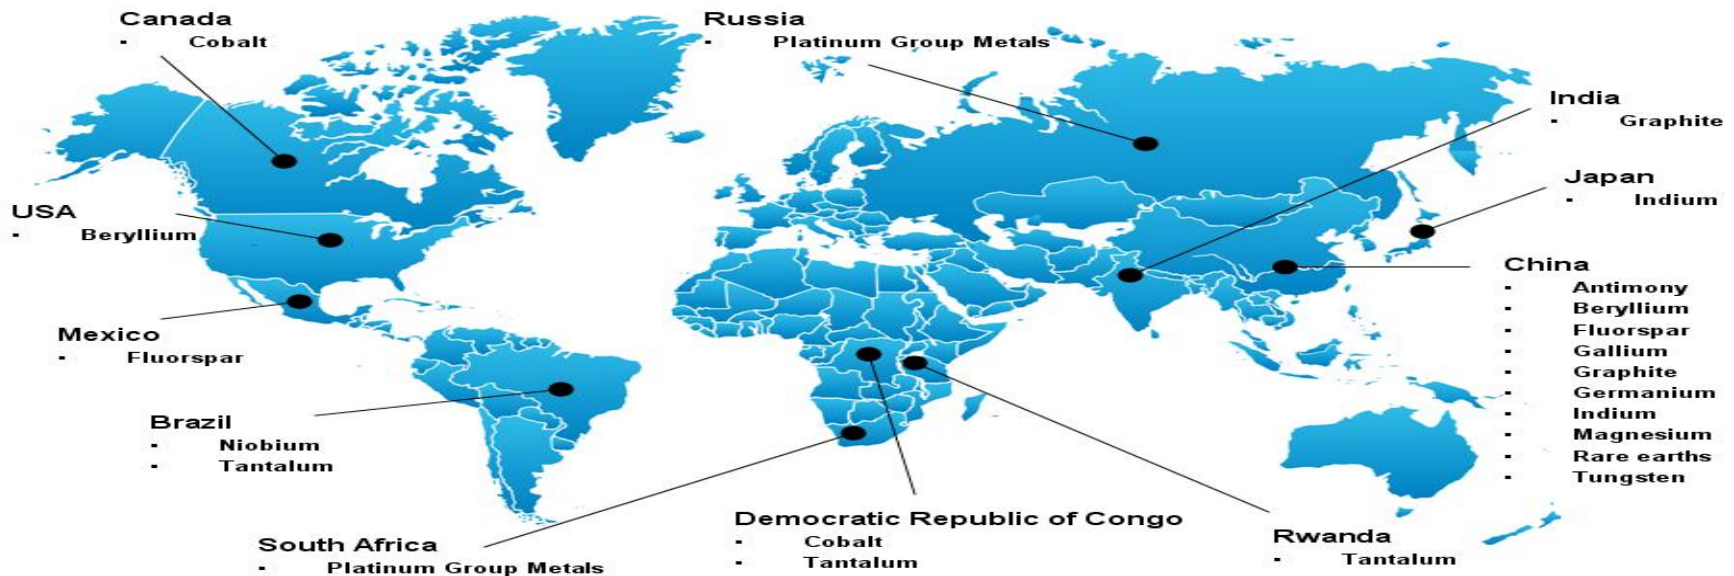 Canada
▪ Cobalt
Russia
▪ Platinum Group Metals
India
▪ Graphite
Japan
▪ Indium
USA
▪ Beryllium
China
▪ Antimony
▪ Beryllium
▪ Fluorspar
▪ Gallium
▪ Graphite
▪ Germanium
▪ Indium
▪ Magnesium
▪ Rare earths
▪ Tungsten
Mexico
▪ Fluorspar
Brazil
▪ Niobium
▪ Tantalum
South Africa
▪ Platinum Group Metals
Democratic Republic of Congo
▪ Cobalt
▪ Tantalum
Rwanda
▪ Tantalum